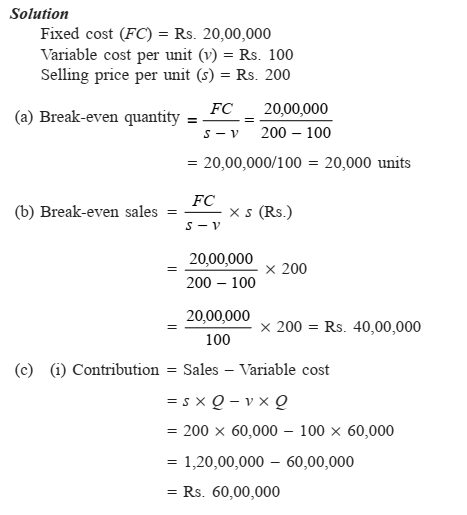 Solution
Fixed cost (FC) = Rs. 20,00,000
Variable cost per unit (v) = Rs. 100
Selling price per unit (s) = Rs. 200
(a) Break-even quantity = FC / s – v = 20,00,000 / 200 – 100
= 20,00,000/100 = 20,000 units
(b) Break-even sales = FC / s – v × s (Rs.)
= 20,00,000 / 200 – 100 × 200
= 20,00,000 / 100 × 200 = Rs. 40,00,000
(c) (i) Contribution = Sales – Variable cost
= s × Q – v × Q
= 200 × 60,000 – 100 × 60,000
= 1,20,00,000 – 60,00,000
= Rs. 60,00,000